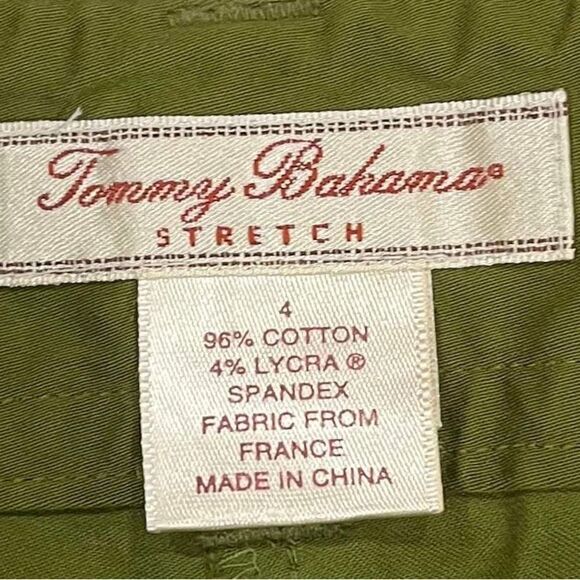 Tommy Bahama®
STRETCH
4
96% COTTON
4% LYCRA ®
SPANDEX
FABRIC FROM
FRANCE
MADE IN CHINA